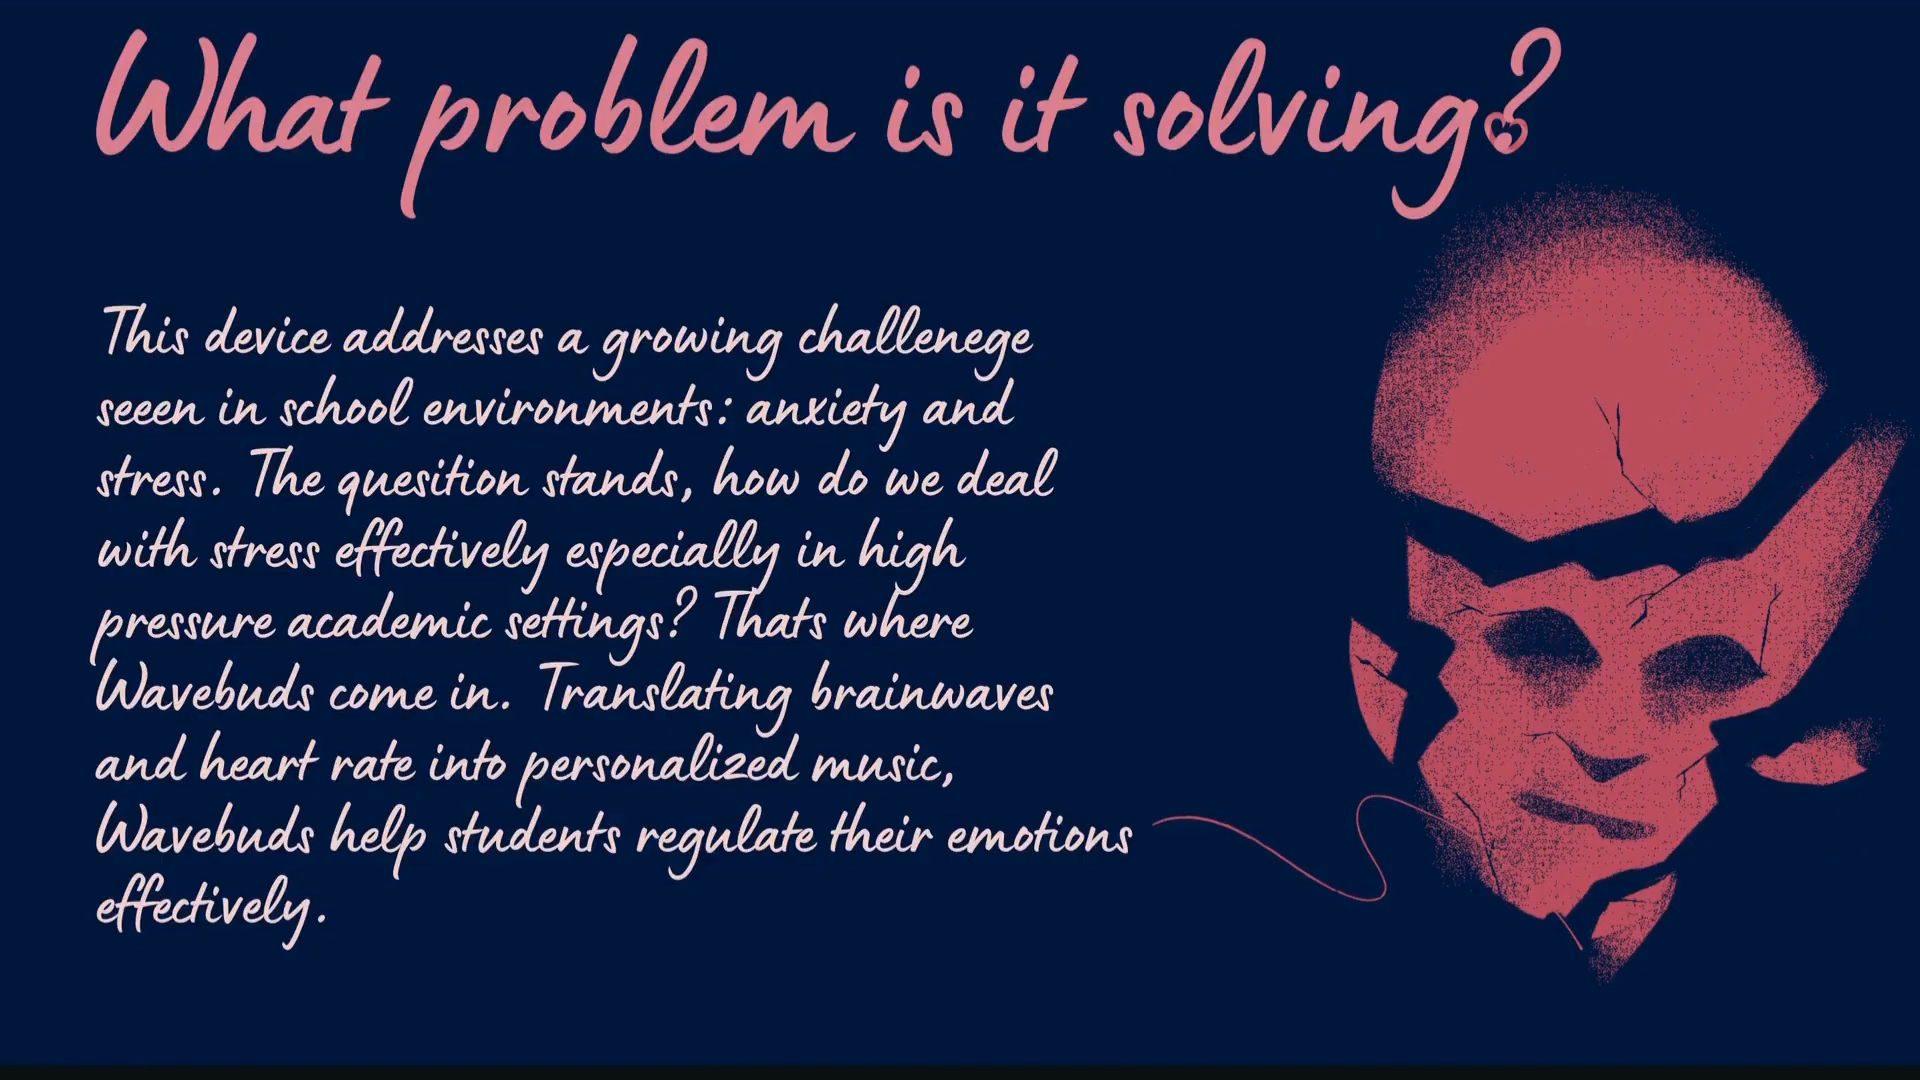 What problem is it solving?
This device addresses a growing challenege
seeen in school environments: anxiety and
stress. The quesition stands, how do we deal
with stress effectively especially in high
pressure academic settings? Thats where
Wavebuds come in. Translating brainwaves
and heart rate into personalized music,
Wavebuds help students regulate their emotions
effectively.